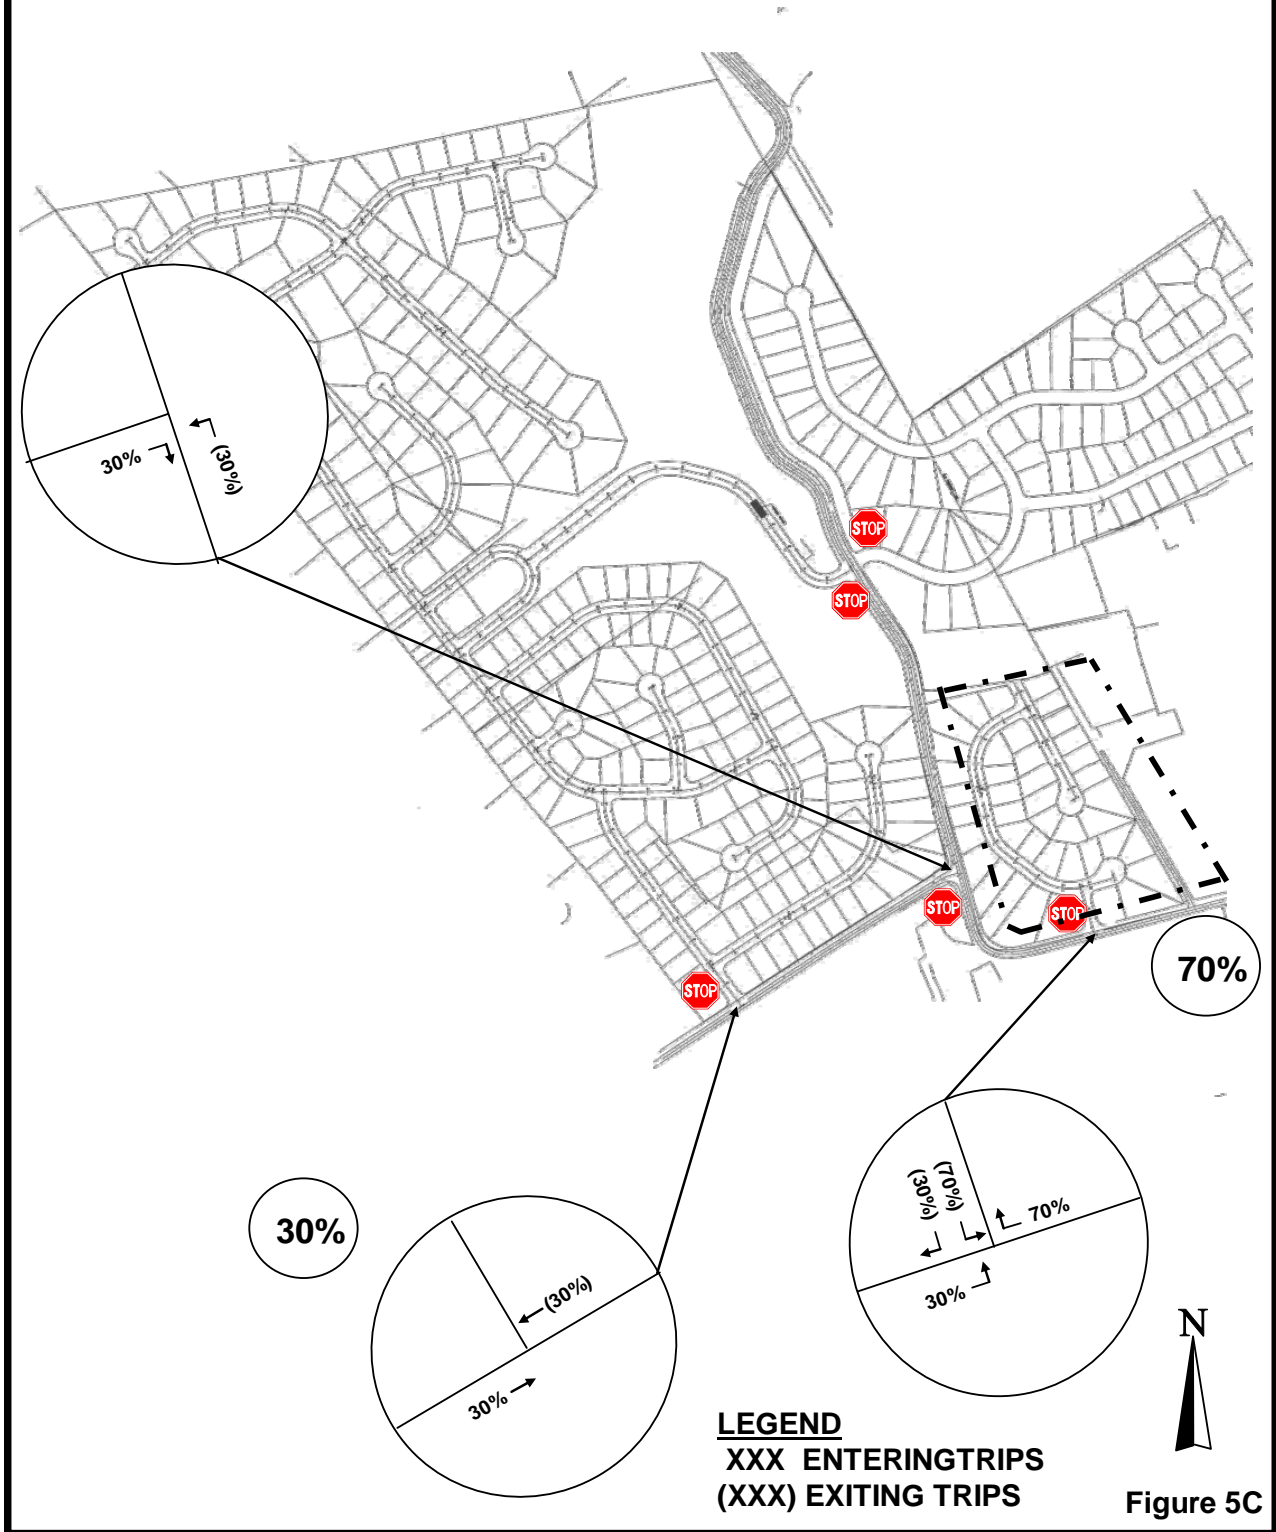 30%
(30%)
STOP
STOP
STOP
STOP
STOP
70%
30%
(30%)
30%
(70%)
(30%)
70%
30%
N
LEGEND
XXX ENTERINGTRIPS
(XXX) EXITING TRIPS
Figure 5C